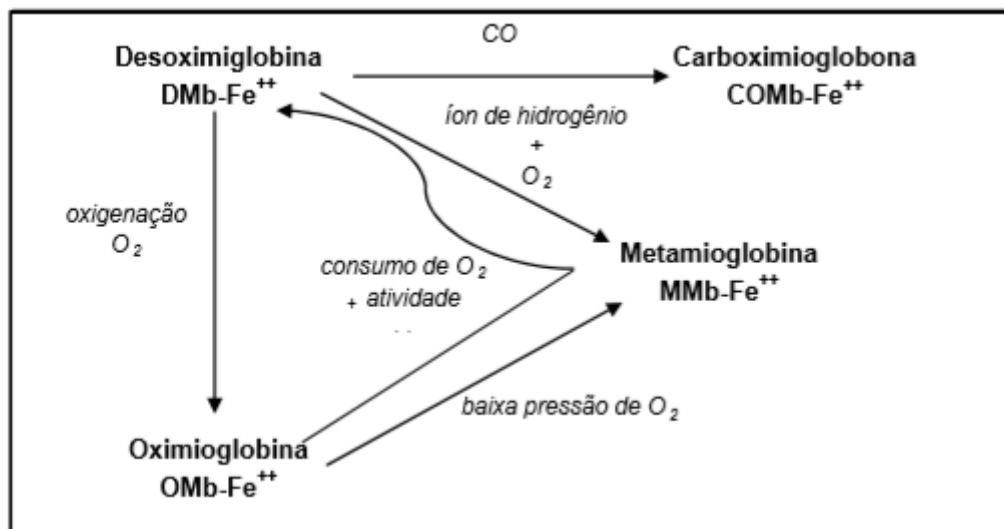 CO
Desoximiglobina
DMb-Fe⁺⁺
Carboximioglobona
COMb-Fe⁺⁺
íon de hidrogênio
+
O₂
oxigenação
O₂
consumo de O₂
+ atividade
Metamioglobina
MMb-Fe⁺⁺
baixa pressão de O₂
Oximioglobina
OMb-Fe⁺⁺